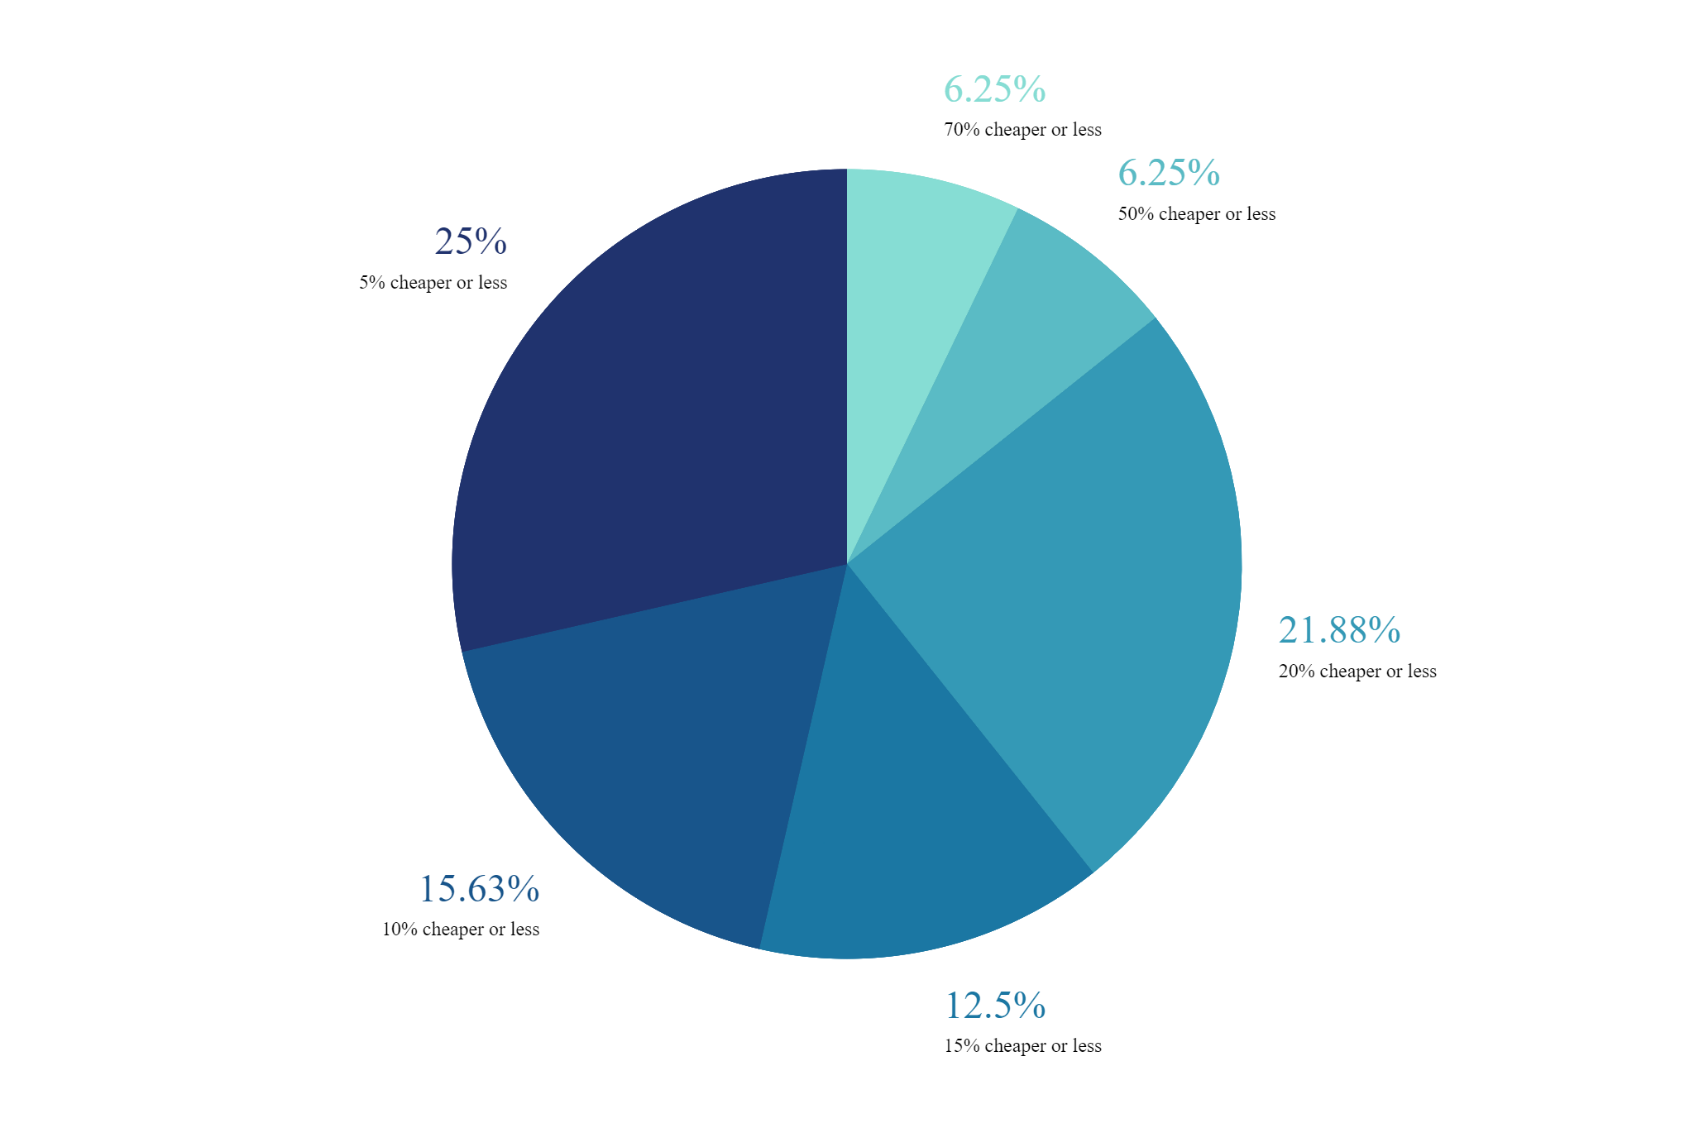 6.25%
70% cheaper or less
6.25%
50% cheaper or less
25%
5% cheaper or less
21.88%
20% cheaper or less
15.63%
10% cheaper or less
12.5%
15% cheaper or less